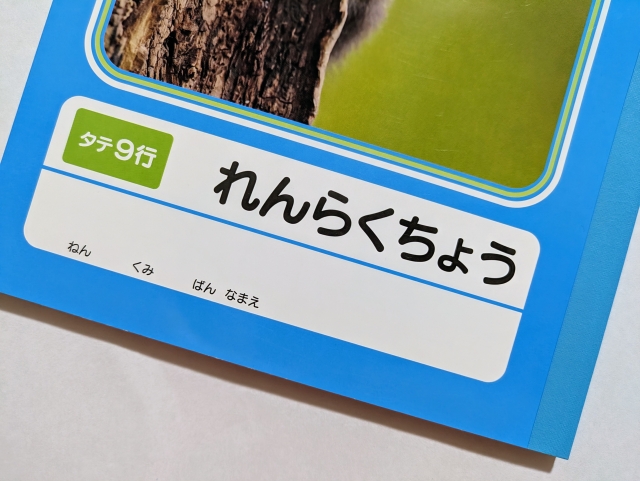 タテ9行
れんらくちょう
ねん くみ ばん なまえ